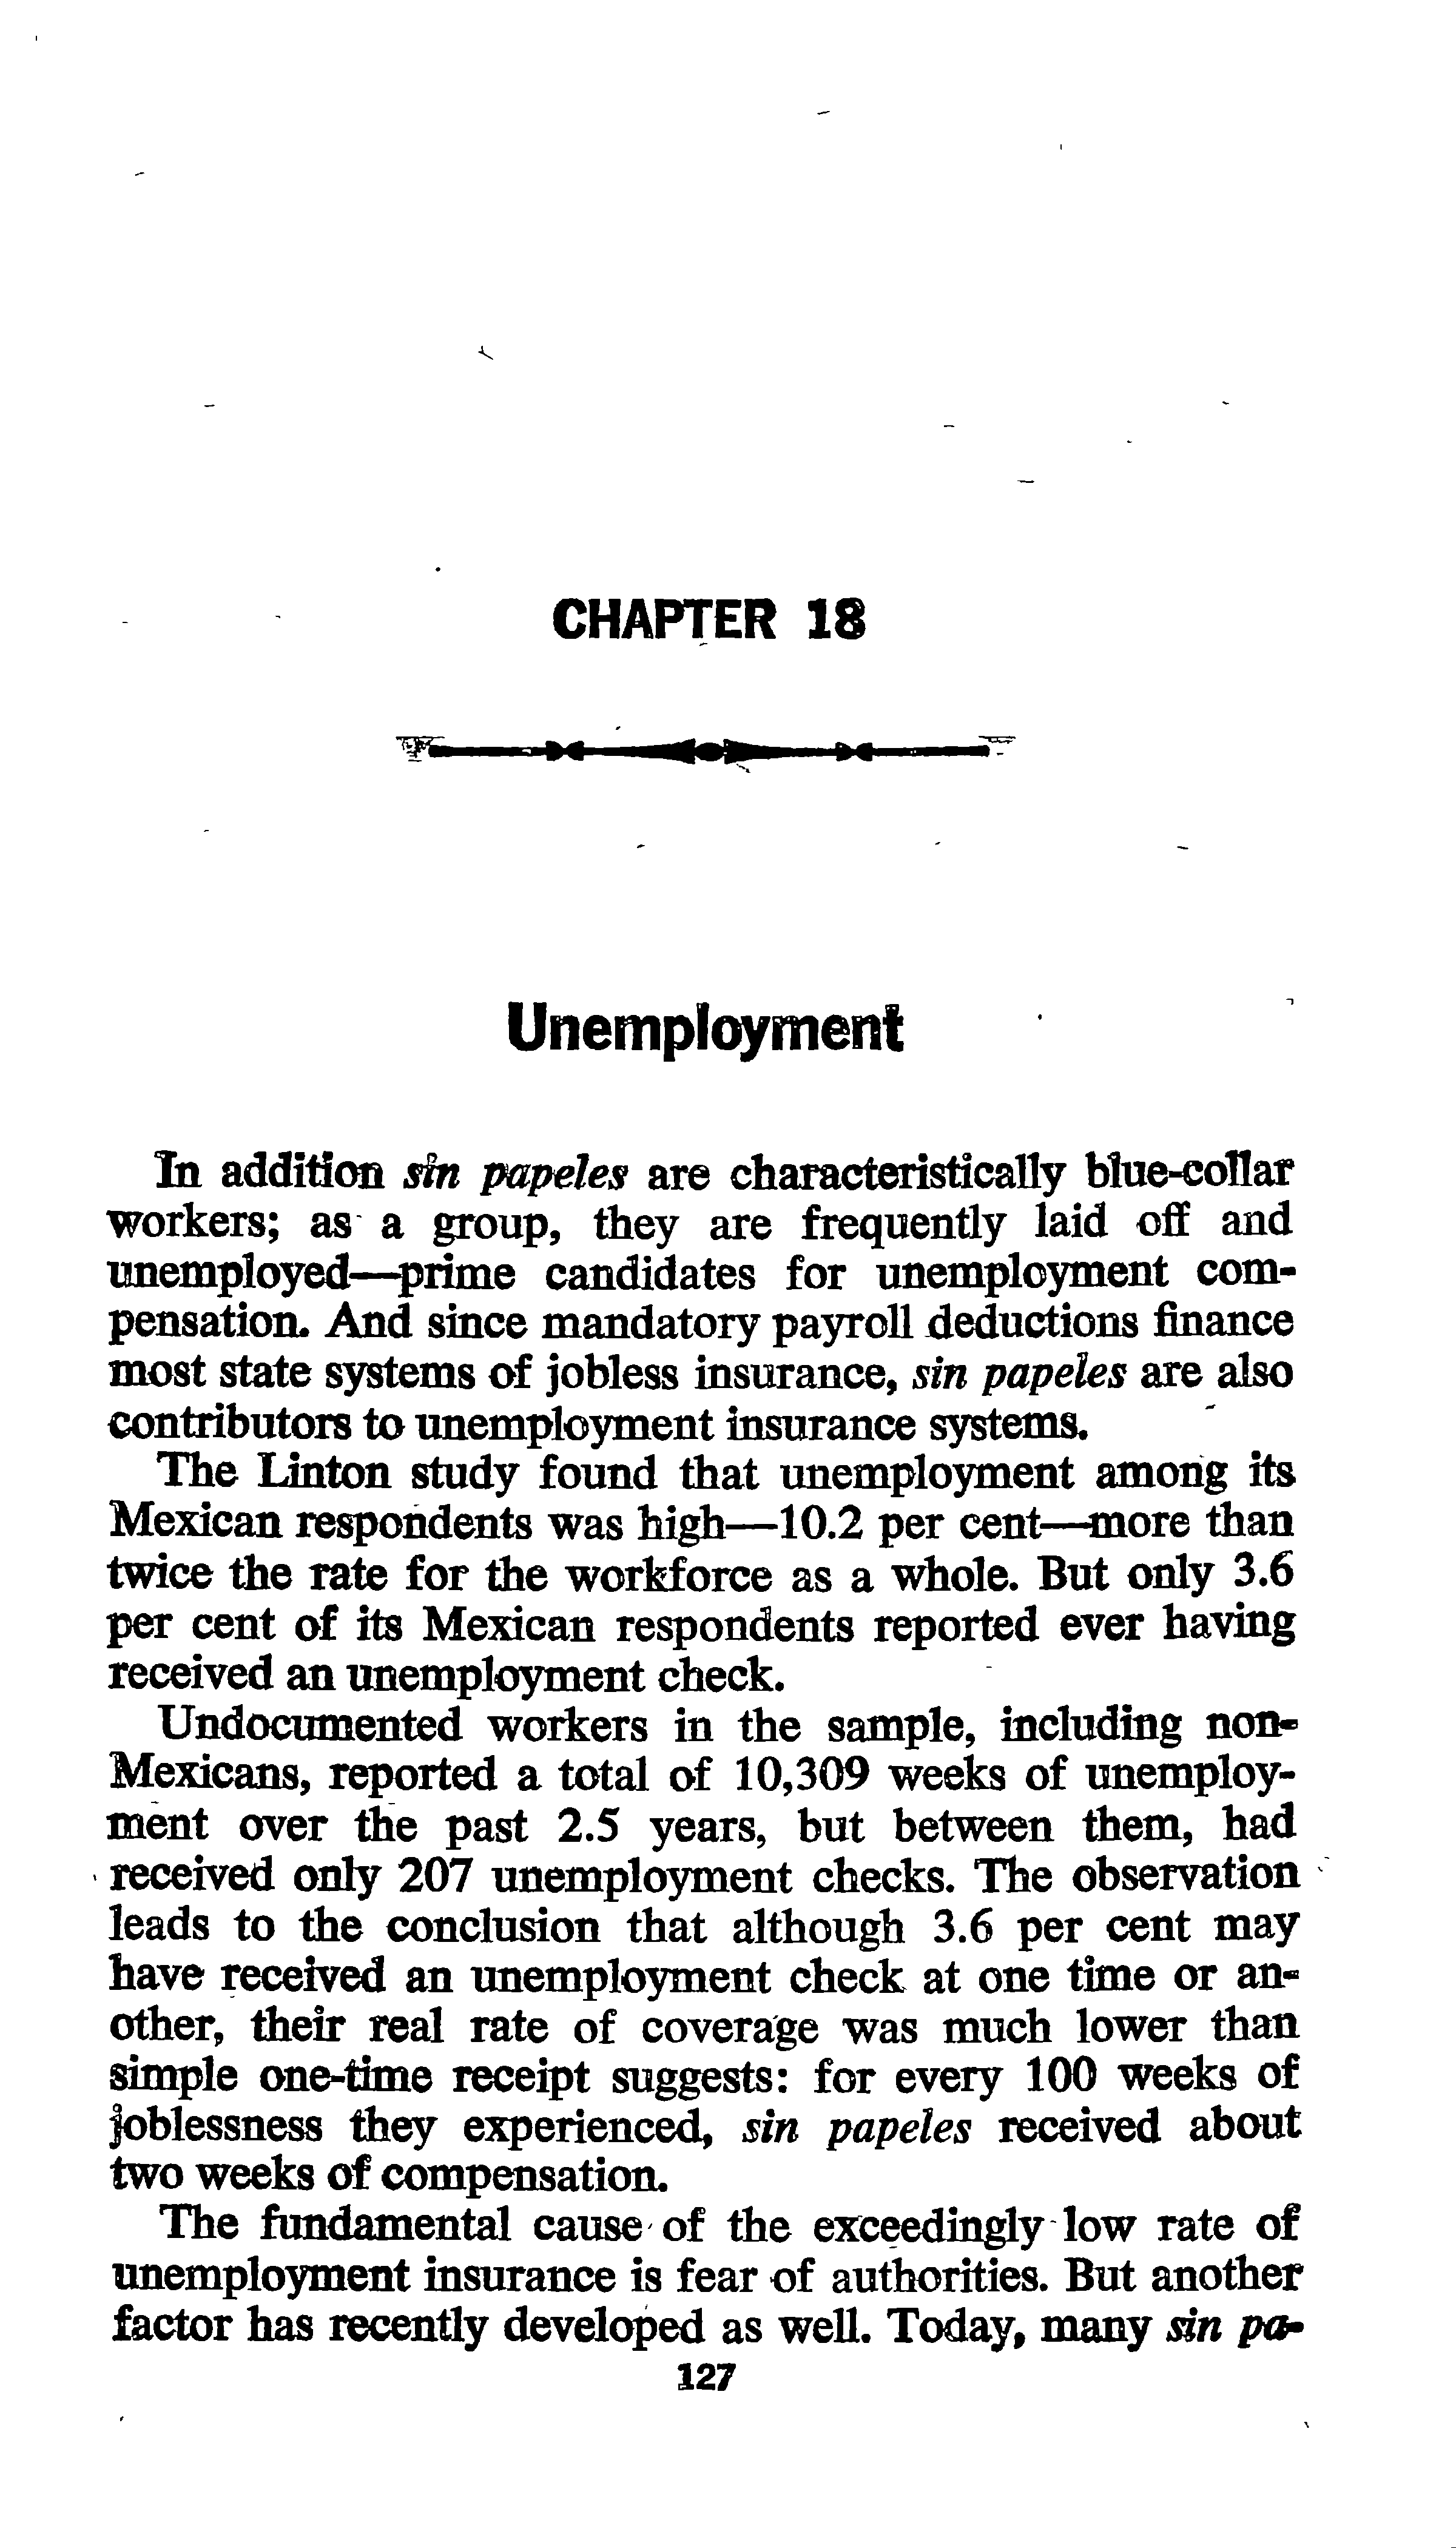 CHAPTER 18
Unemployment
In addition sin papeles are characteristically blue-collar
workers; as a group, they are frequently laid off and
unemployed—prime candidates for unemployment com-
pensation. And since mandatory payroll deductions finance
most state systems of jobless insurance, sin papeles are also
contributors to unemployment insurance systems.
The Linton study found that unemployment among its
Mexican respondents was high—10.2 per cent—more than
twice the rate for the workforce as a whole. But only 3.6
per cent of its Mexican respondents reported ever having
received an unemployment check.
Undocumented workers in the sample, including non-
Mexicans, reported a total of 10,309 weeks of unemploy-
ment over the past 2.5 years, but between them, had
received only 207 unemployment checks. The observation
leads to the conclusion that although 3.6 per cent may
have received an unemployment check at one time or an-
other, their real rate of coverage was much lower than
simple one-time receipt suggests: for every 100 weeks of
joblessness they experienced, sin papeles received about
two weeks of compensation.
The fundamental cause of the exceedingly low rate of
unemployment insurance is fear of authorities. But another
factor has recently developed as well. Today, many sin pa-
127